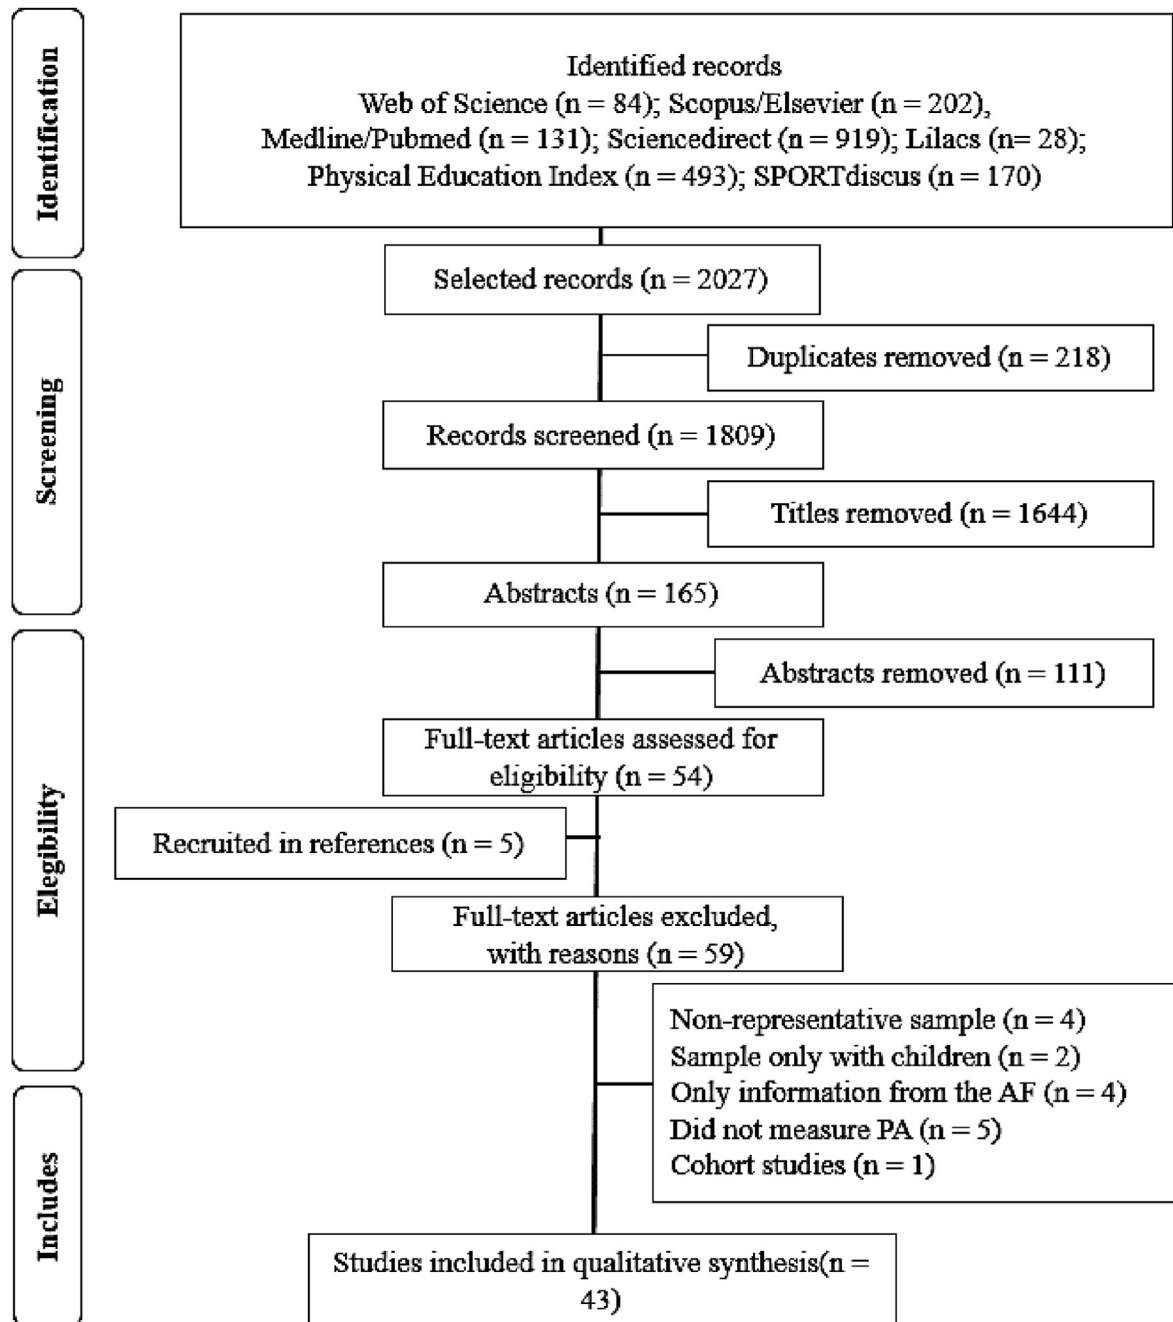 Identification
Identified records
Web of Science (n = 84); Scopus/Elsevier (n = 202),
Medline/Pubmed (n = 131); Sciencedirect (n = 919); Lilacs (n= 28);
Physical Education Index (n = 493); SPORTdiscus (n = 170)
Screening
Selected records (n = 2027)
Duplicates removed (n = 218)
Records screened (n = 1809)
Titles removed (n = 1644)
Abstracts (n = 165)
Elegibility
Abstracts removed (n = 111)
Full-text articles assessed for
eligibility (n = 54)
Recruited in references (n = 5)
Full-text articles excluded,
with reasons (n = 59)
Non-representative sample (n = 4)
Sample only with children (n = 2)
Only information from the AF (n = 4)
Did not measure PA (n = 5)
Cohort studies (n = 1)
Includes
Studies included in qualitative synthesis(n =
43)